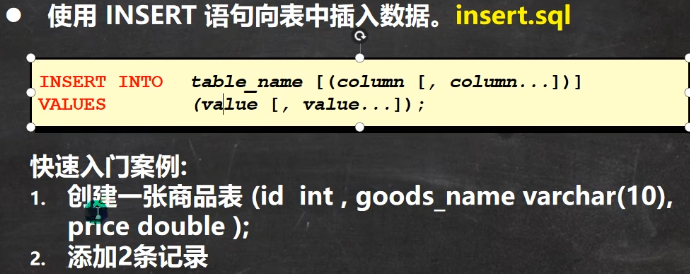 ● 使用 INSERT 语句向表中插入数据。insert.sql
INSERT INTO table_name [(column [, column...])]
VALUES (value [, value...]);
快速入门案例:
1. 创建一张商品表 (id int , goods_name varchar(10),
price double );
2. 添加2条记录